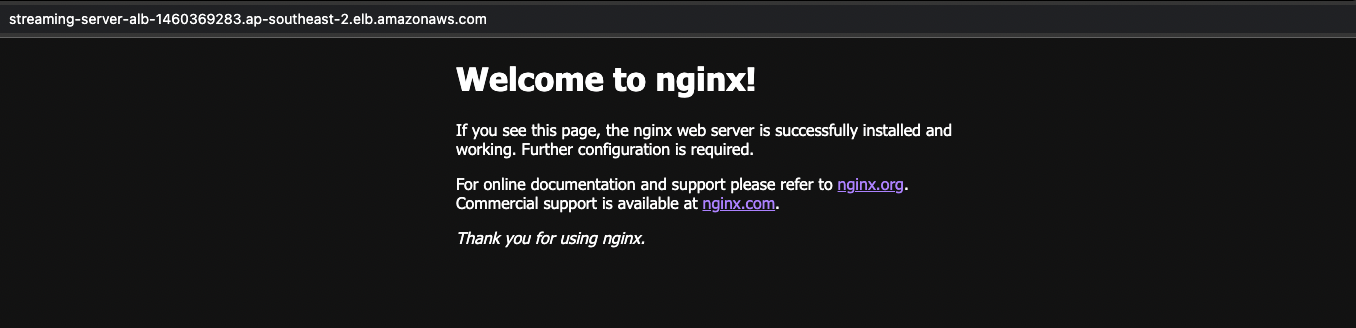 streaming-server-alb-1460369283.ap-southeast-2.elb.amazonaws.com
Welcome to nginx!
If you see this page, the nginx web server is successfully installed and
working. Further configuration is required.
For online documentation and support please refer to nginx.org.
Commercial support is available at nginx.com.
Thank you for using nginx.